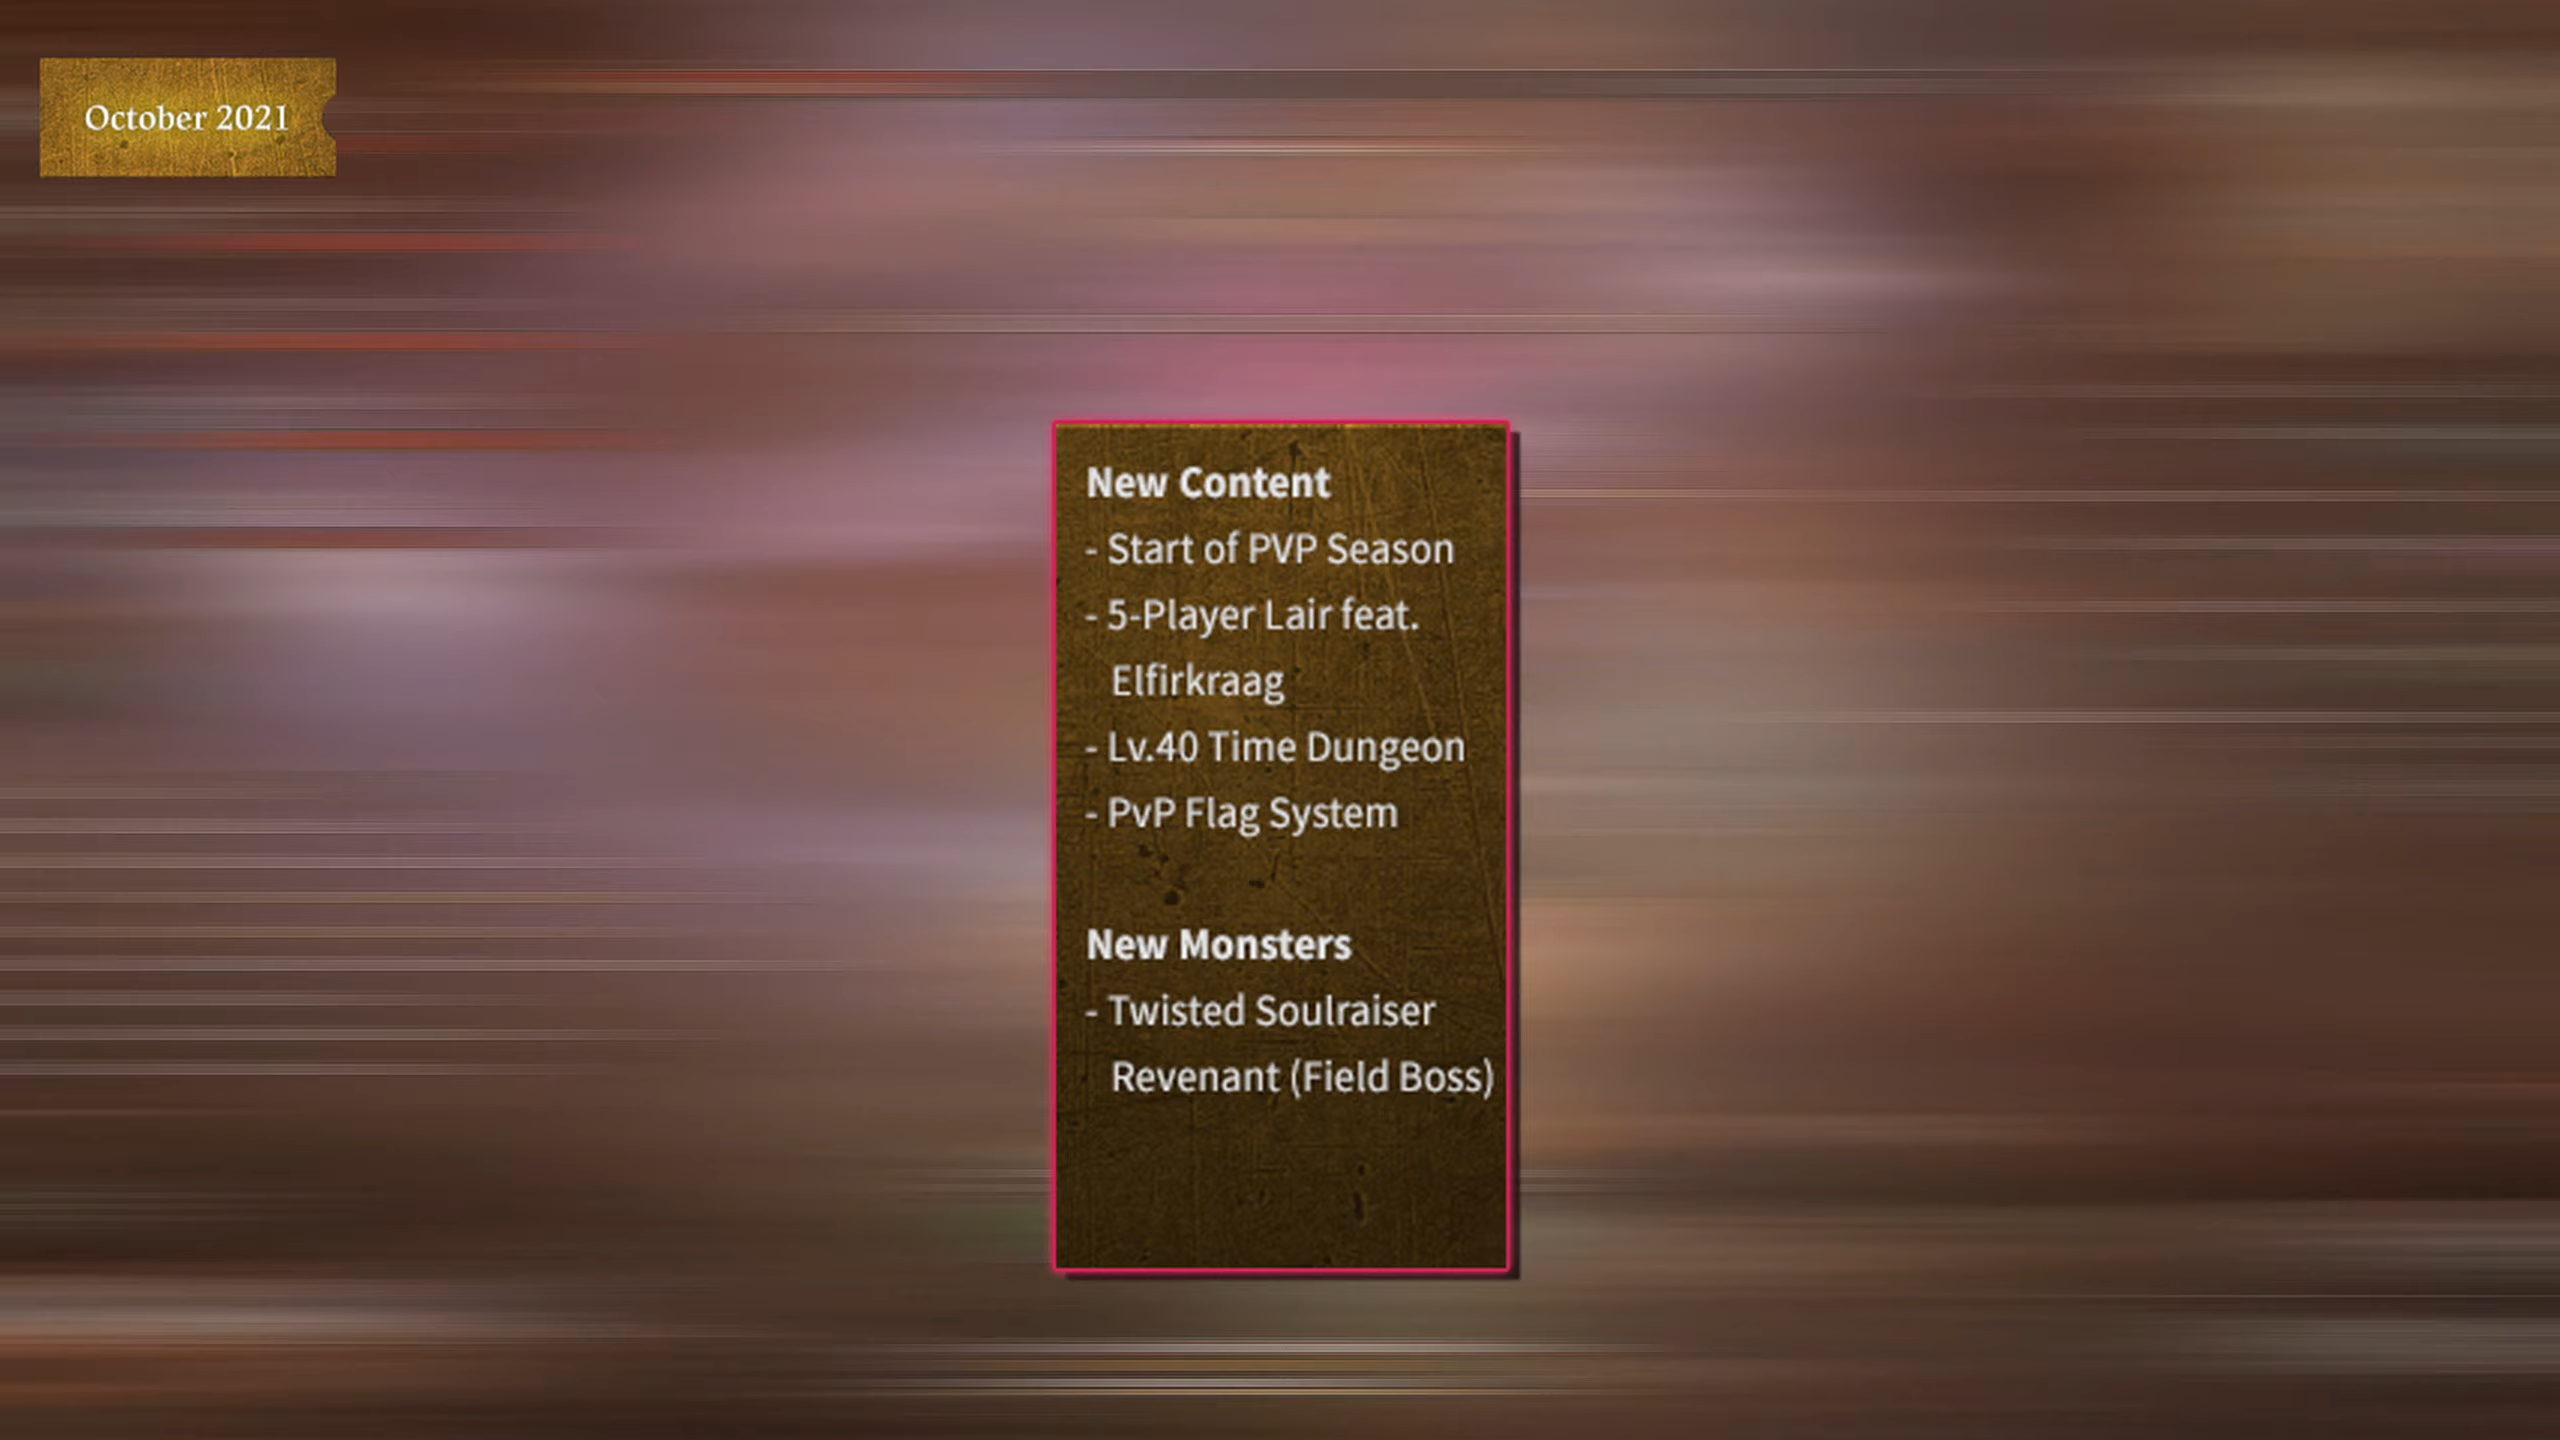 October 2021
New Content
- Start of PVP Season
- 5-Player Lair feat.
Elfirkraag
- Lv.40 Time Dungeon
- PvP Flag System
New Monsters
- Twisted Soulraiser
Revenant (Field Boss)